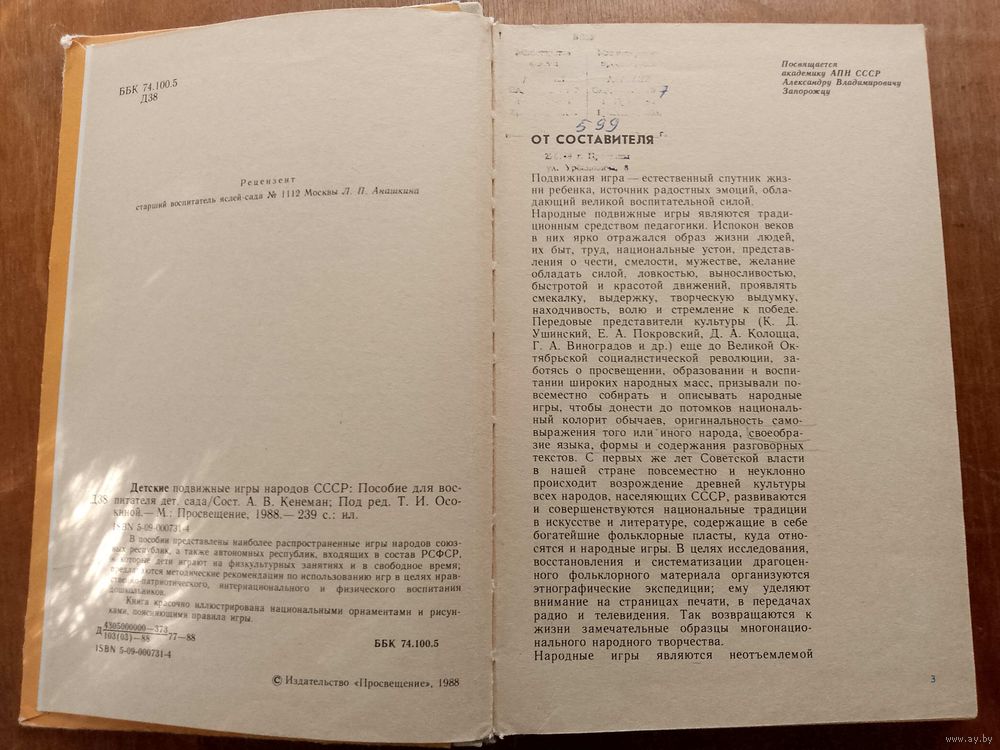 ББК 74.100.5
Д38
Рецензент
старший воспитатель яслей-сада № 1112 Москвы Л. П. Анашкина
Детские подвижные игры народов СССР: Пособие для вос-
Д38 питателя дет. сада/Сост. А. В. Кенеман; Под ред. Т. И. Осо-
киной.— М.: Просвещение, 1988.— 239 с.: ил.
ISBN 5-09-000731-4
В пособии представлены наиболее распространенные игры народов союз-
республик, а также автономных республик, входящих в состав РСФСР,
которые дети играют на физкультурных занятиях и в свободное время;
методические рекомендации по использованию игр в целях нрав-
патриотического, интернационального и физического воспитания
дошкольников.
Книга красочно иллюстрирована национальными орнаментами и рисун-
ками, поясняющими правила игры.
Д 4305000000—373
103(03)—88 77—88
ББК 74.100.5
ISBN 5-09-000731-4
© Издательство «Просвещение», 1988
Посвящается
академику АПН СССР
Александру Владимировичу
Запорожцу
7
599
ОТ СОСТАВИТЕЛЯ
Подвижная игра — естественный спутник жиз-
ни ребенка, источник радостных эмоций, обла-
дающий великой воспитательной силой.
Народные подвижные игры являются тради-
ционным средством педагогики. Испокон веков
в них ярко отражался образ жизни людей,
их быт, труд, национальные устои, представ-
ления о чести, смелости, мужестве, желание
обладать силой, ловкостью, выносливостью,
быстротой и красотой движений, проявлять
смекалку, выдержку, творческую выдумку,
находчивость, волю и стремление к победе.
Передовые представители культуры (К. Д.
Ушинский, Е. А. Покровский, Д. А. Колоцца,
Г. А. Виноградов и др.) еще до Великой Ок-
тябрьской социалистической революции, за-
ботясь о просвещении, образовании и воспи-
тании широких народных масс, призывали по-
всеместно собирать и описывать народные
игры, чтобы донести до потомков националь-
ный колорит обычаев, оригинальность само-
выражения того или иного народа, своеобра-
зие языка, формы и содержания разговорных
текстов. С первых же лет Советской власти
в нашей стране повсеместно и неуклонно
происходит возрождение древней культуры
всех народов, населяющих СССР, развиваются
и совершенствуются национальные традиции
в искусстве и литературе, содержащие в себе
богатейшие фольклорные пласты, куда отно-
сятся и народные игры. В целях исследования,
восстановления и систематизации драгоцен-
ного фольклорного материала организуются
этнографические экспедиции; ему уделяют
внимание на страницах печати, в передачах
радио и телевидения. Так возвращаются к
жизни замечательные образцы многонацио-
нального народного творчества.
Народные игры являются неотъемлемой
3
www.ay.by